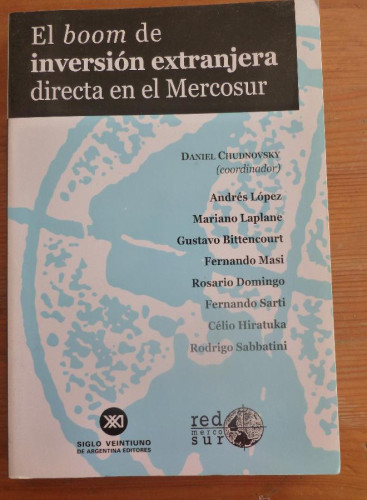 El boom de
inversión extranjera
directa en el Mercosur
DANIEL CHUDNOVSKY
(coordinador)
Andrés López
Mariano Laplane
Gustavo Bittencourt
Fernando Masi
Rosario Domingo
Fernando Sarti
Célio Hiratuka
Rodrigo Sabbatini
XXI
SIGLO VEINTIUNO
DE ARGENTINA EDITORES
red
merco
sur